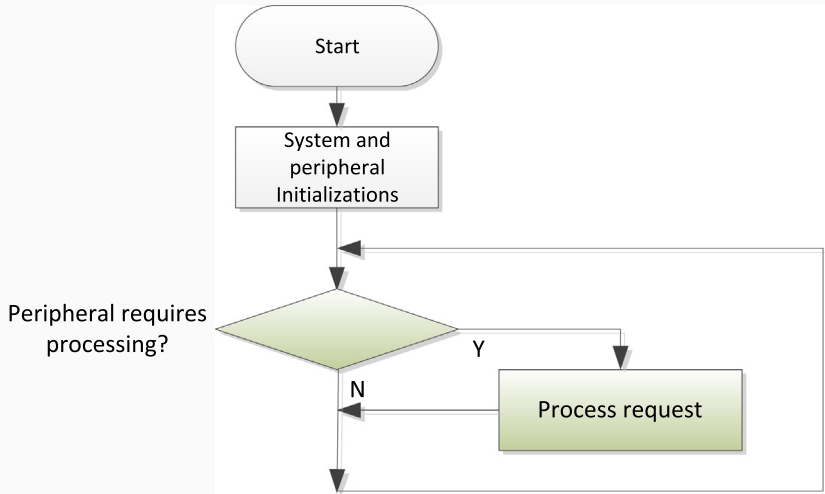 Start
System and
peripheral
Initializations
Peripheral requires
processing?
Y
N
Process request